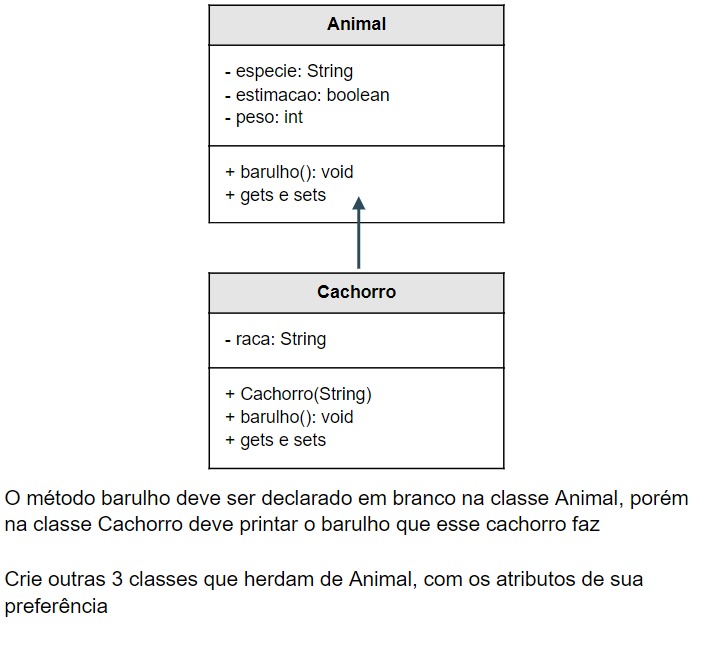 Animal
- especie: String
- estimacao: boolean
- peso: int
+ barulho(): void
+ gets e sets
Cachorro
- raca: String
+ Cachorro(String)
+ barulho(): void
+ gets e sets
O método barulho deve ser declarado em branco na classe Animal, porém
na classe Cachorro deve printar o barulho que esse cachorro faz
Crie outras 3 classes que herdam de Animal, com os atributos de sua
preferência